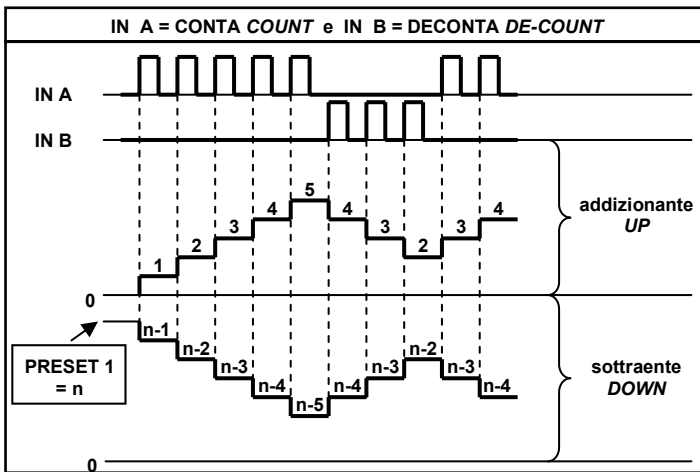 IN A = CONTA COUNT e IN B = DECONTA DE-COUNT
IN A
IN B
5
4 4 4
3 3 3
2 2
1
addizionante
UP
0
n-1
n-2 n-2
n-3 n-3 n-3
n-4 n-4 n-4
n-5
PRESET 1
= n
sottraente
DOWN
0